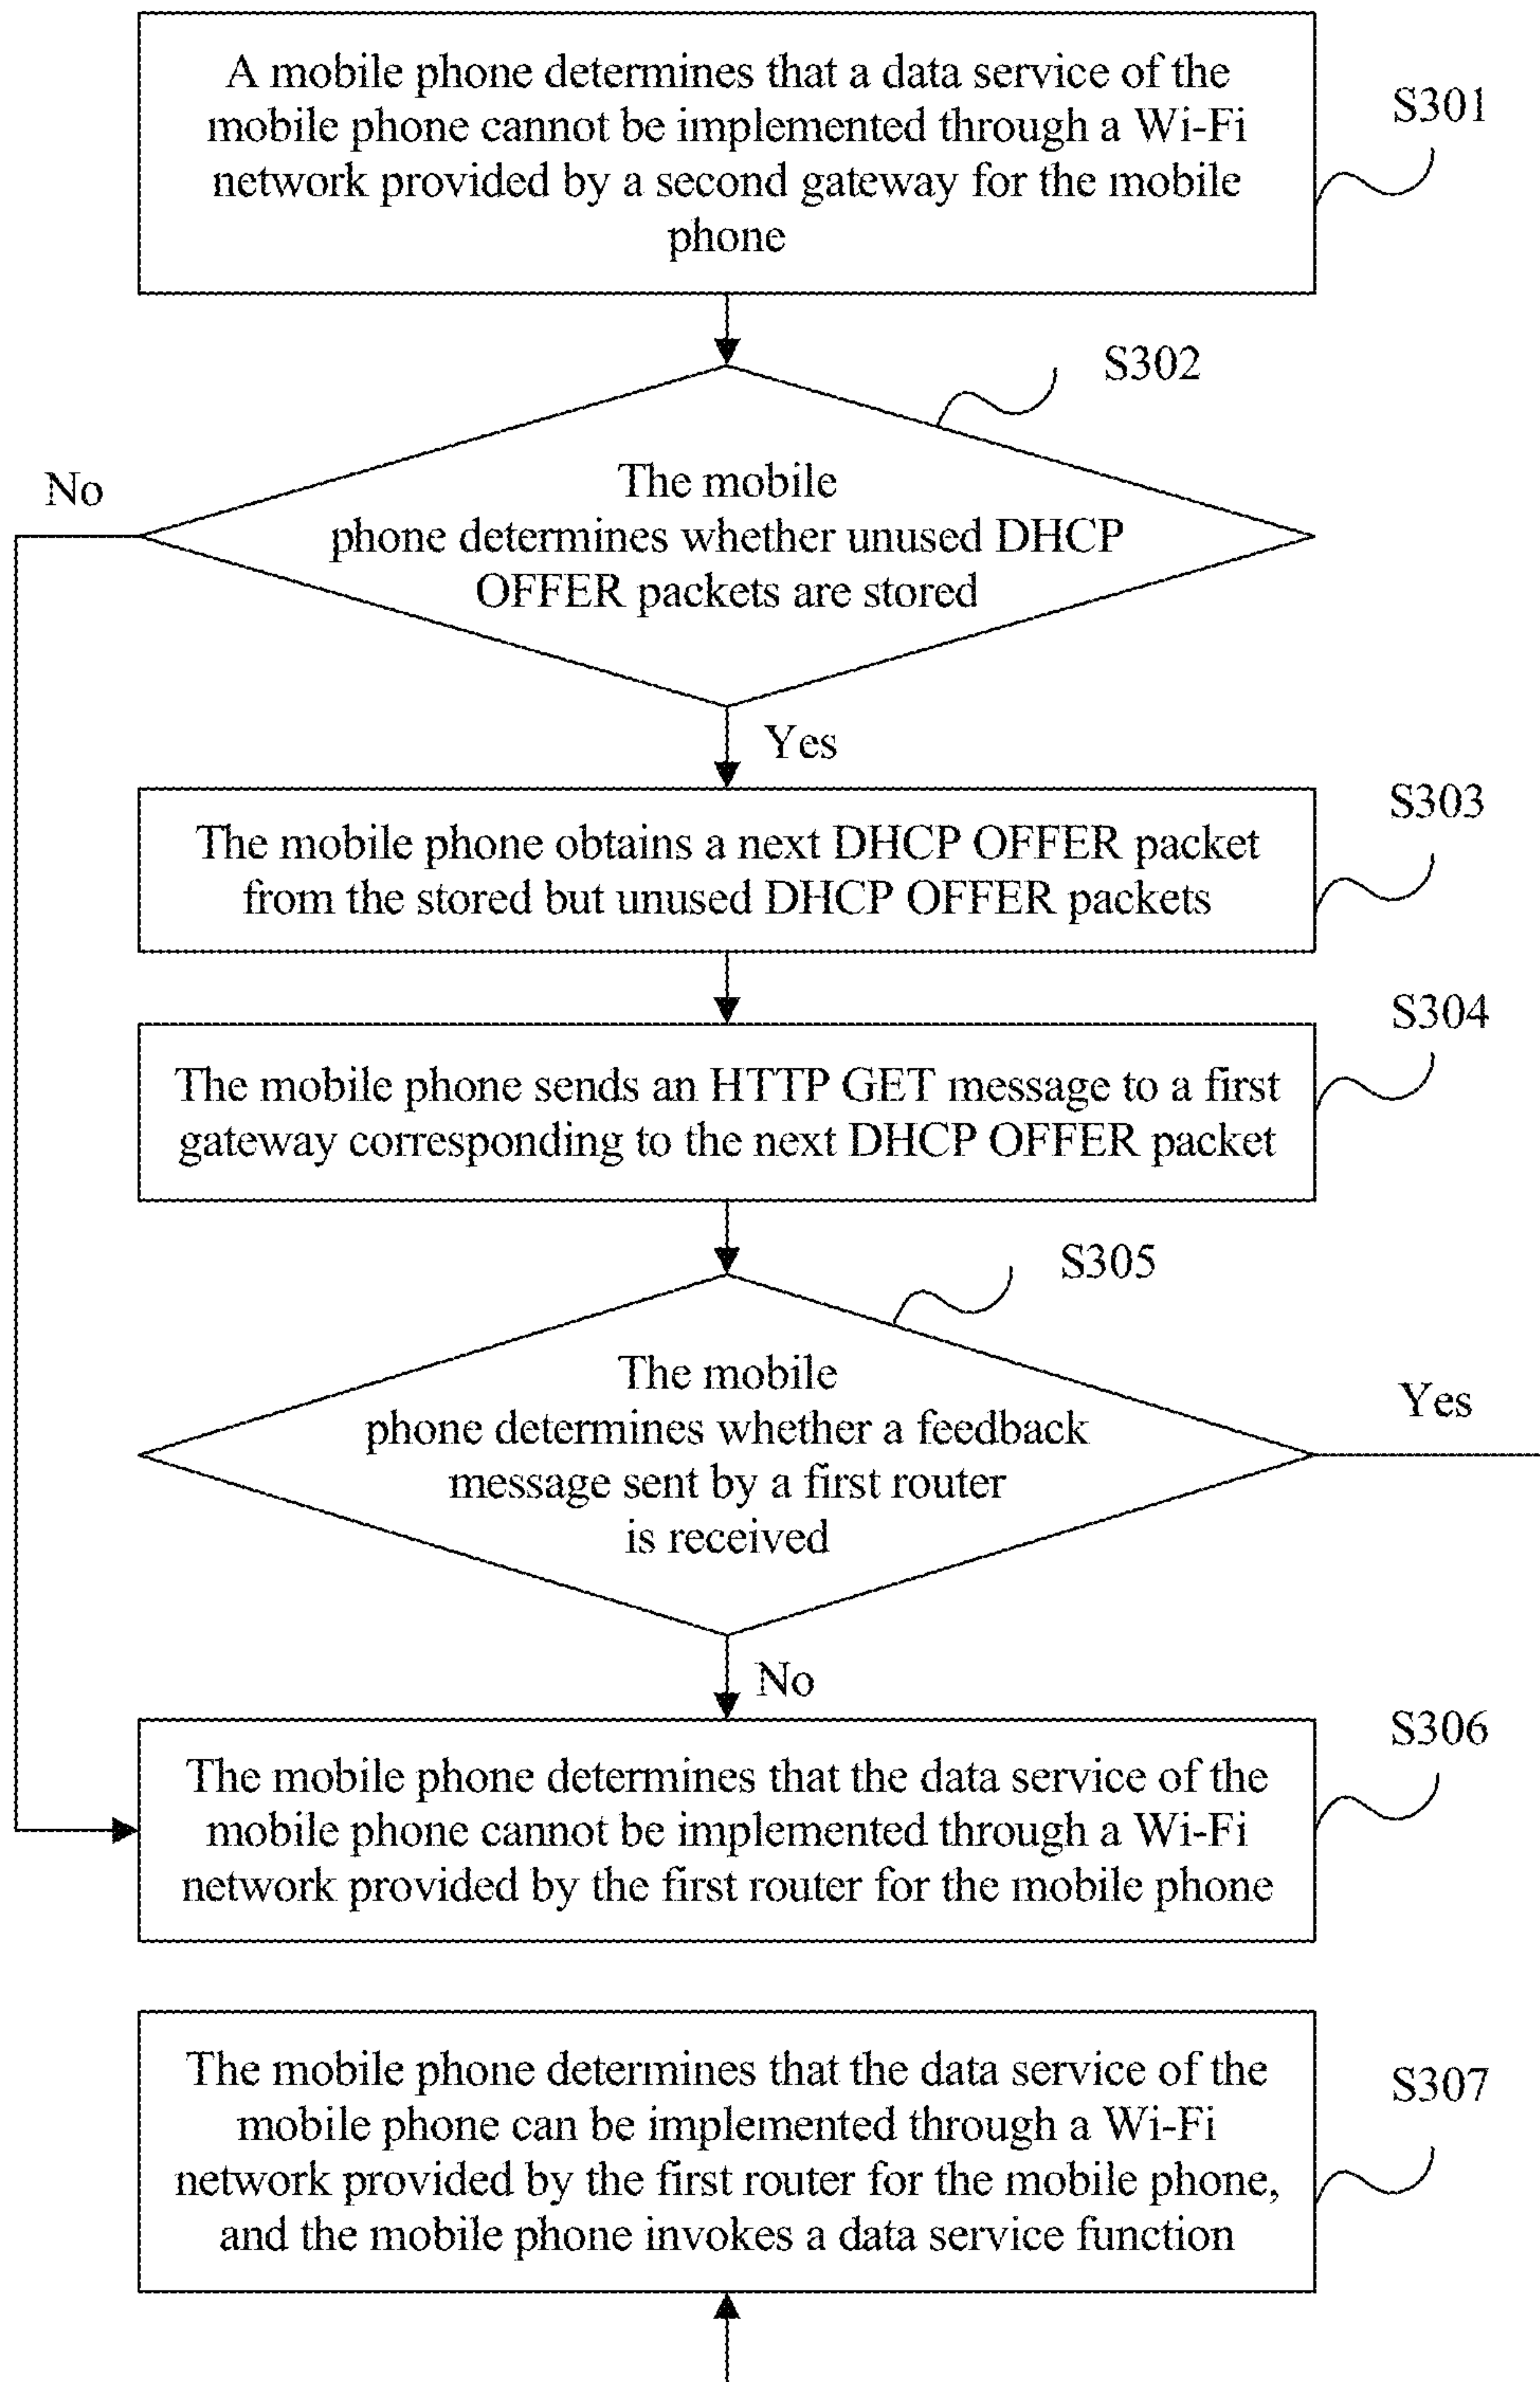 A mobile phone determines that a data service of the
mobile phone cannot be implemented through a Wi-Fi
network provided by a second gateway for the mobile
phone
S301
S302
No
The mobile
phone determines whether unused DHCP
OFFER packets are stored
Yes
The mobile phone obtains a next DHCP OFFER packet
from the stored but unused DHCP OFFER packets
S303
The mobile phone sends an HTTP GET message to a first
gateway corresponding to the next DHCP OFFER packet
S304
S305
The mobile
phone determines whether a feedback
message sent by a first router
is received
Yes
No
The mobile phone determines that the data service of the
mobile phone cannot be implemented through a Wi-Fi
network provided by the first router for the mobile phone
S306
The mobile phone determines that the data service of the
mobile phone can be implemented through a Wi-Fi
network provided by the first router for the mobile phone,
and the mobile phone invokes a data service function
S307